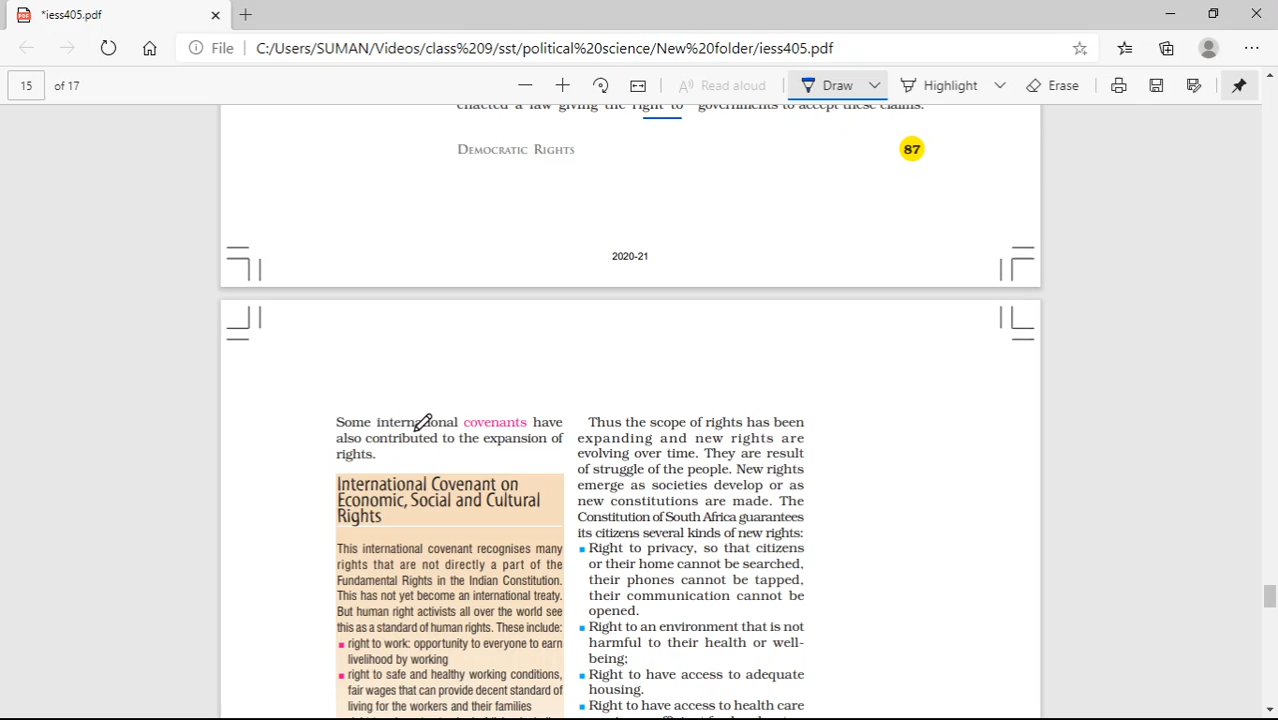 *iess405.pdf
File
C:/Users/SUMAN/Videos/class%209/sst/political%20science/New%20folder/iess405.pdf
15
of 17
Read aloud
Draw
Highlight
Erase
enacted a law giving the right to
governments to accept these claims.
DEMOCRATIC RIGHTS
87
2020-21
Some international covenants have
also contributed to the expansion of
rights.
International Covenant on
Economic, Social and Cultural
Rights
This international covenant recognises many
rights that are not directly a part of the
Fundamental Rights in the Indian Constitution.
This has not yet become an international treaty.
But human right activists all over the world see
this as a standard of human rights. These include:
right to work: opportunity to everyone to earn
livelihood by working
right to safe and healthy working conditions,
fair wages that can provide decent standard of
living for the workers and their families
Thus the scope of rights has been
expanding and new rights are
evolving over time. They are result
of struggle of the people. New rights
emerge as societies develop or as
new constitutions are made. The
Constitution of South Africa guarantees
its citizens several kinds of new rights:
Right to privacy, so that citizens
or their home cannot be searched,
their phones cannot be tapped,
their communication cannot be
opened.
Right to an environment that is not
harmful to their health or well-
being;
Right to have access to adequate
housing.
Right to have access to health care